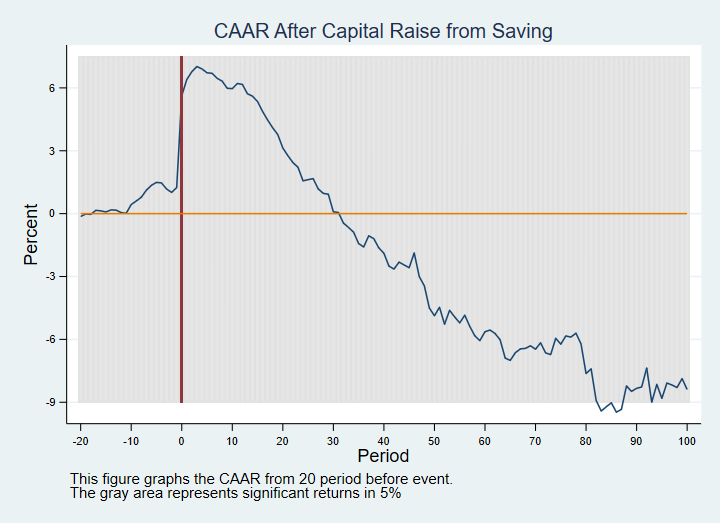 CAAR After Capital Raise from Saving
Percent
6
3
0
-3
-6
-9
-20 -10 0 10 20 30 40 50 60 70 80 90 100
Period
This figure graphs the CAAR from 20 period before event.
The gray area represents significant returns in 5%